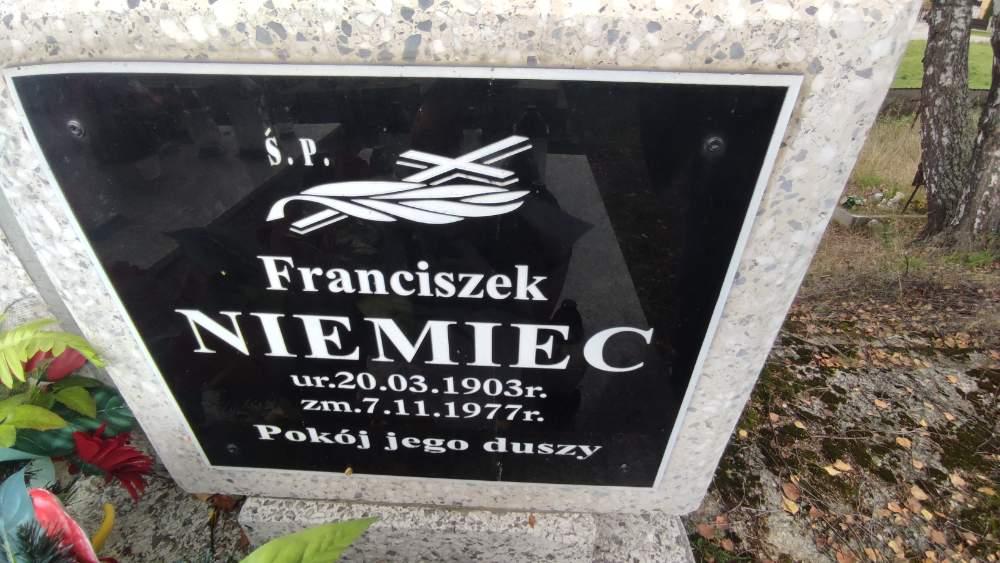 Ś.P.
Franciszek
NIEMIEC
ur.20.03.1903r.
zm.7.11.1977r.
Pokój jego duszy